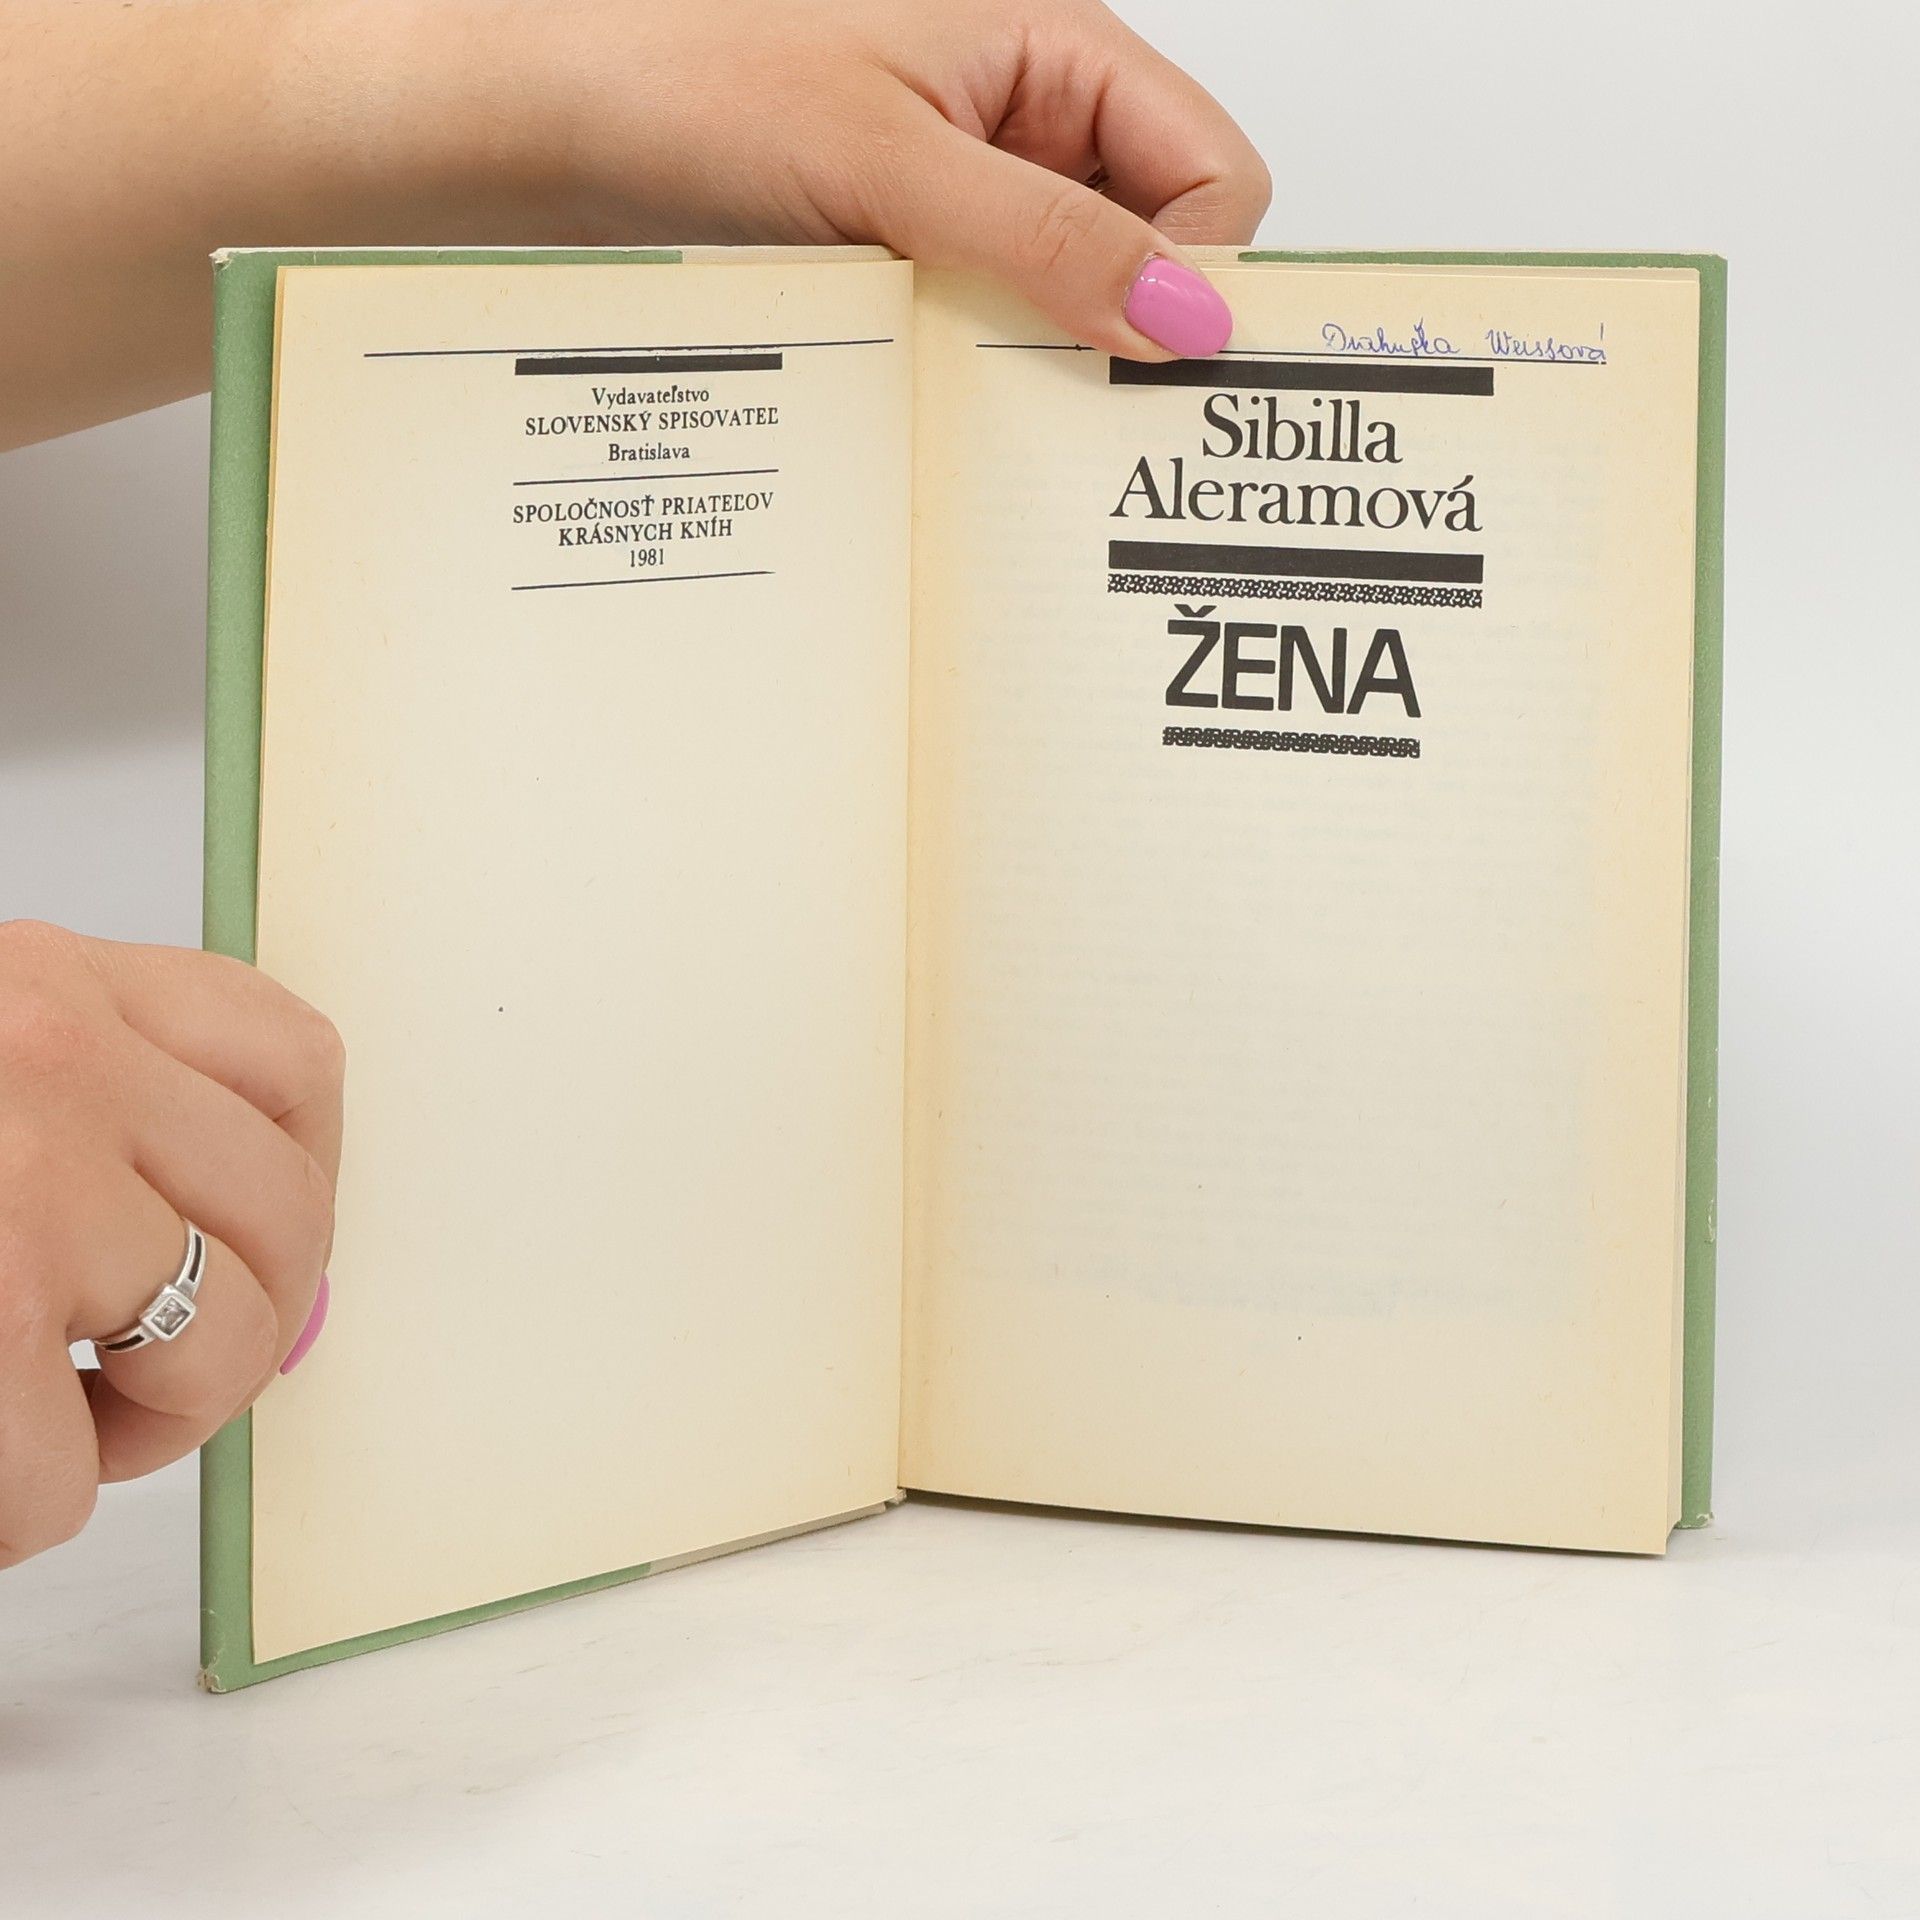 Vydavateľstvo
SLOVENSKÝ SPISOVATEĽ
Bratislava
SPOLOČNOSŤ PRIATEĽOV
KRÁSNYCH KNÍH
1981
Drahuška Weissová
Sibilla
Aleramová
ŽENA